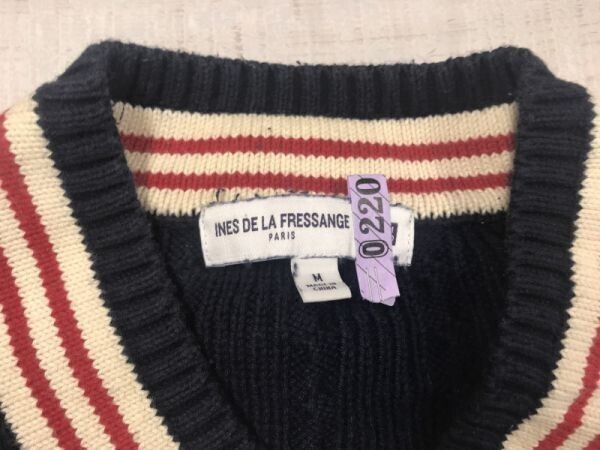 INES DE LA FRESSANGE
PARIS
0220
M
MADE IN
CHINA